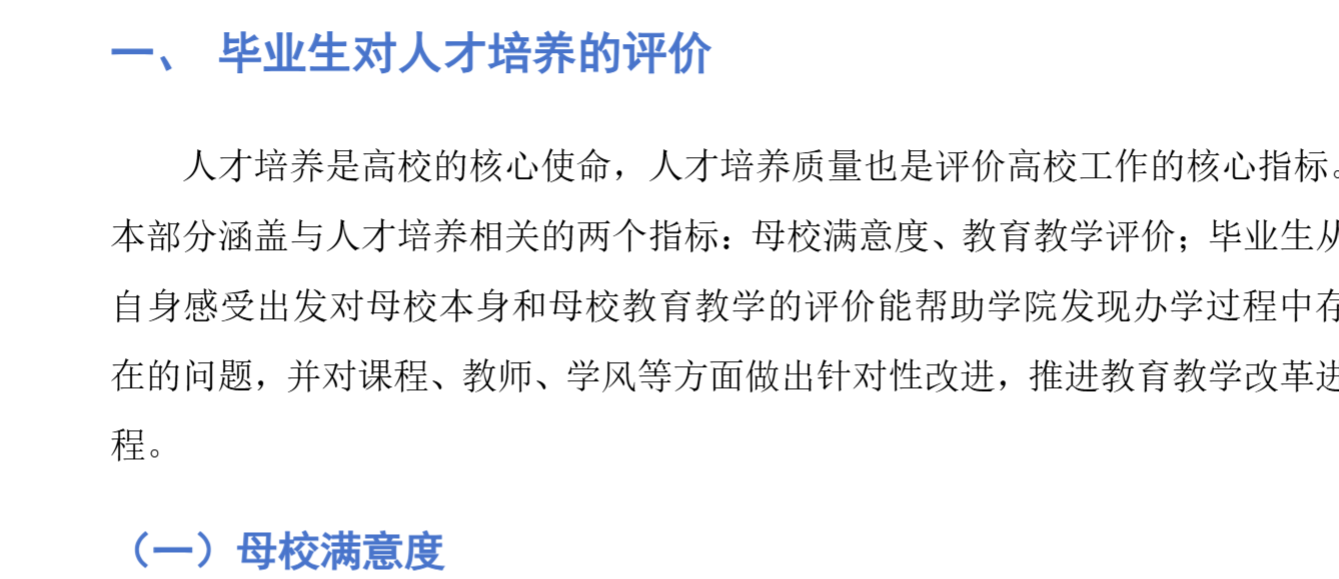 一、 毕业生对人才培养的评价
人才培养是高校的核心使命，人才培养质量也是评价高校工作的核心指标。
本部分涵盖与人才培养相关的两个指标：母校满意度、教育教学评价；毕业生从
自身感受出发对母校本身和母校教育教学的评价能帮助学院发现办学过程中存
在的问题，并对课程、教师、学风等方面做出针对性改进，推进教育教学改革进
程。
（一）母校满意度